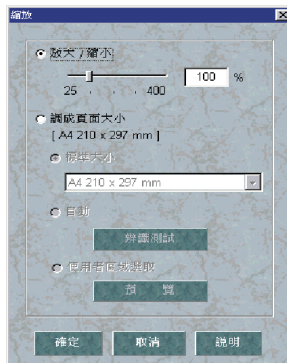 縮放
放大/縮小
100 %
25 . . 400
調成頁面大小
[ A4 210 x 297 mm ]
標準大小
A4 210 x 297 mm
自動
辨識測試
使用者區域選取
預 覽
確定 取消 說明